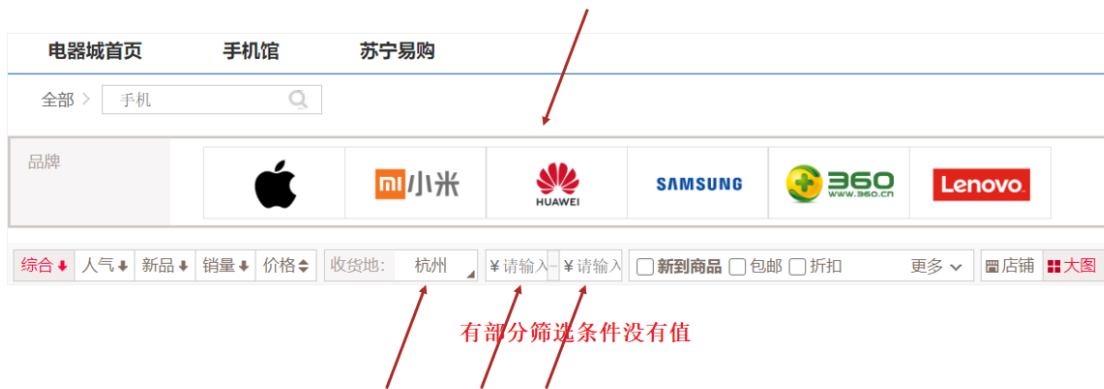 电器城首页 手机馆 苏宁易购
全部 > 手机
品牌
mi 小米 HUAWEI SAMSUNG 360 www.360.cn Lenovo
综合 人气 新品 销量 价格 收货地: 杭州 ¥请输入 - ¥请输入 新到商品 包邮 折扣 更多 店铺 大图
有部分筛选条件没有值